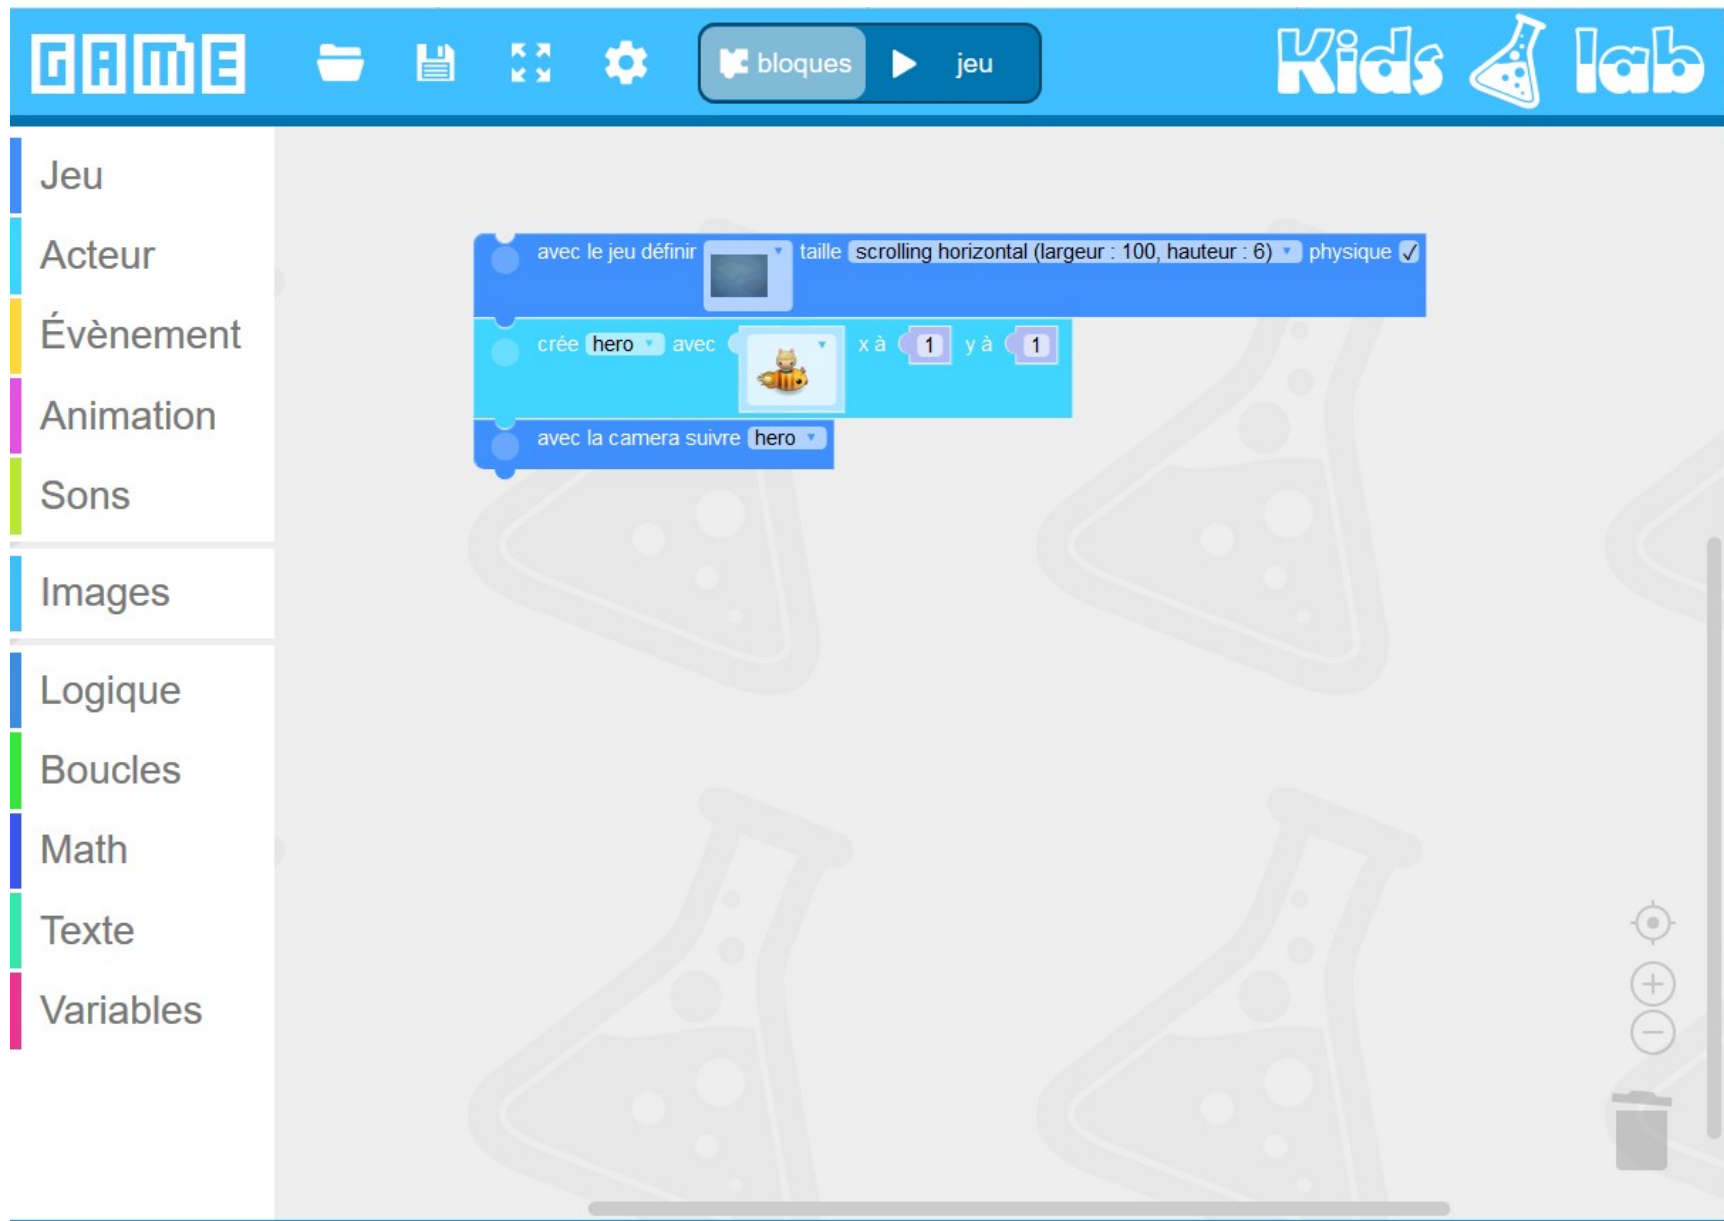 GAME
bloques
jeu
Kids lab
Jeu
Acteur
Évènement
Animation
Sons
Images
Logique
Boucles
Math
Texte
Variables
avec le jeu définir taille scrolling horizontal (largeur : 100, hauteur : 6) physique
crée hero avec x à 1 y à 1
avec la camera suivre hero